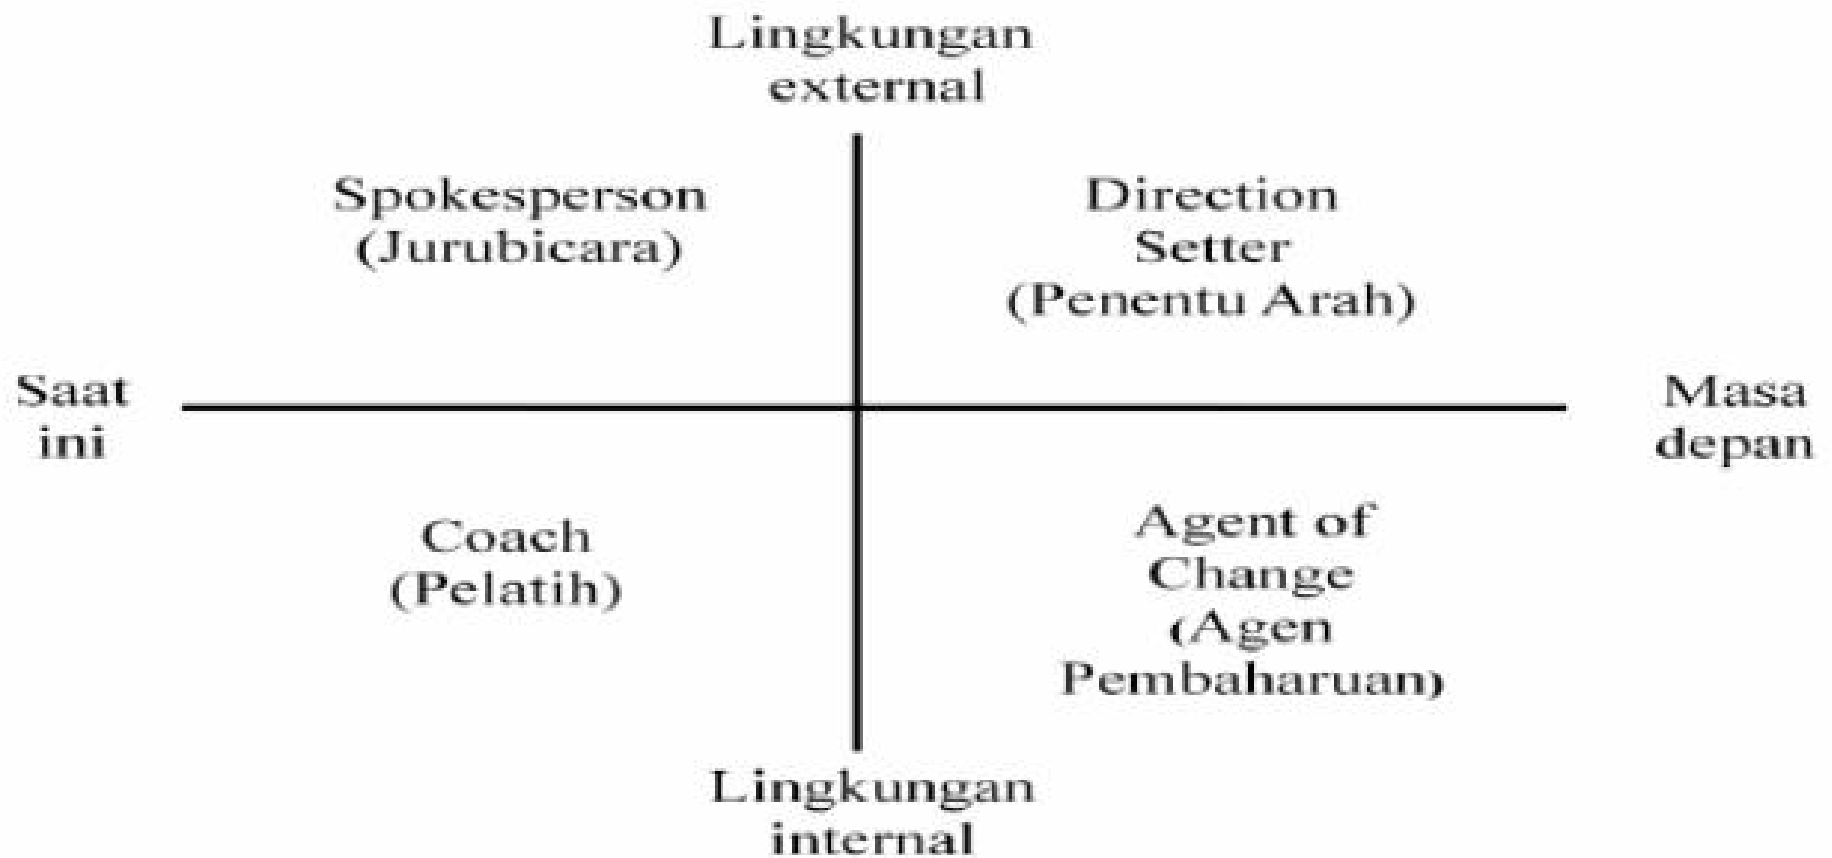 Lingkungan
external
Spokesperson
(Jurubicara)
Direction
Setter
(Penentu Arah)
Saat
ini
Masa
depan
Coach
(Pelatih)
Agent of
Change
(Agen
Pembaharuan)
Lingkungan
internal